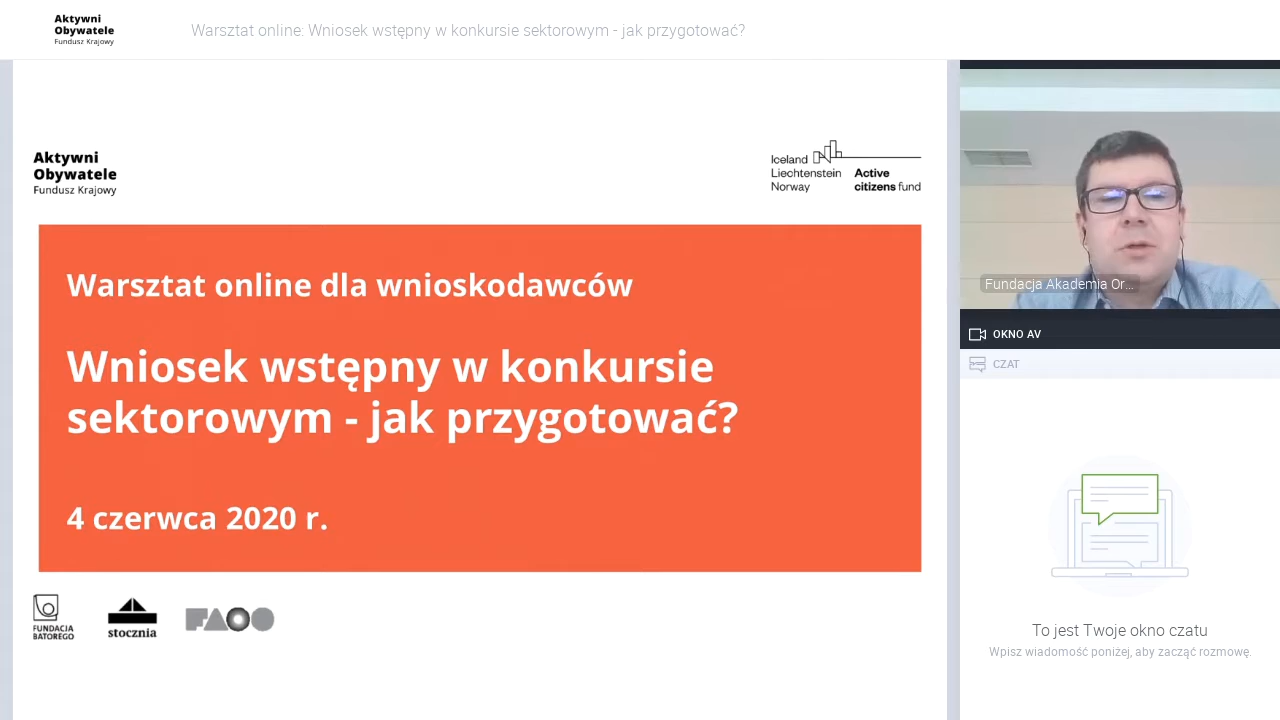 Aktywni
Obywatele
Fundusz Krajowy
Warsztat online: Wniosek wstępny w konkursie sektorowym - jak przygotować?
Aktywni
Obywatele
Fundusz Krajowy
Iceland
Liechtenstein
Norway
Active
citizens fund
Warsztat online dla wnioskodawców
Wniosek wstępny w konkursie
sektorowym - jak przygotować?
4 czerwca 2020 r.
FUNDACJA
BATOREGO
stocznia
FAOO
Fundacja Akademia Or...
OKNO AV
CZAT
To jest Twoje okno czatu
Wpisz wiadomość poniżej, aby zacząć rozmowę.